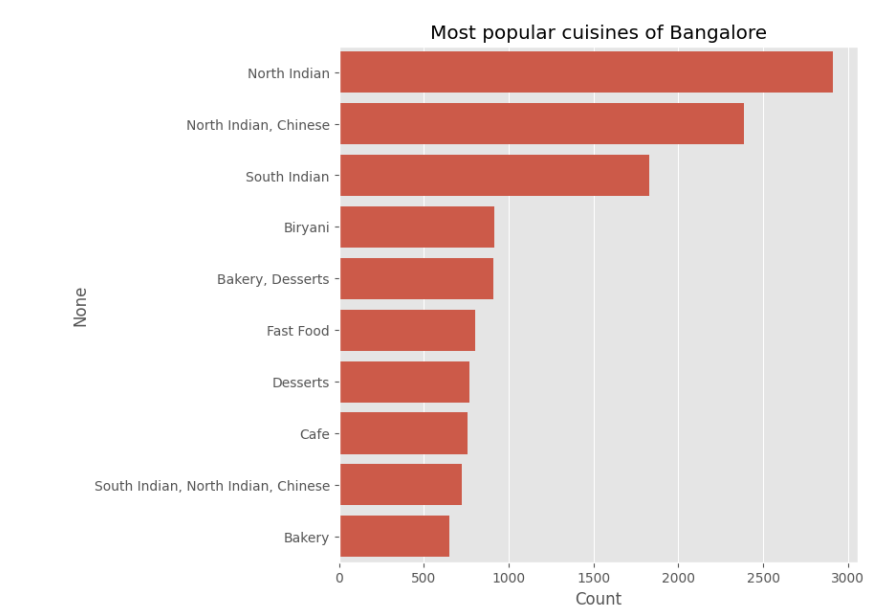 Most popular cuisines of Bangalore
None
North Indian
North Indian, Chinese
South Indian
Biryani
Bakery, Desserts
Fast Food
Desserts
Cafe
South Indian, North Indian, Chinese
Bakery
0 500 1000 1500 2000 2500 3000
Count